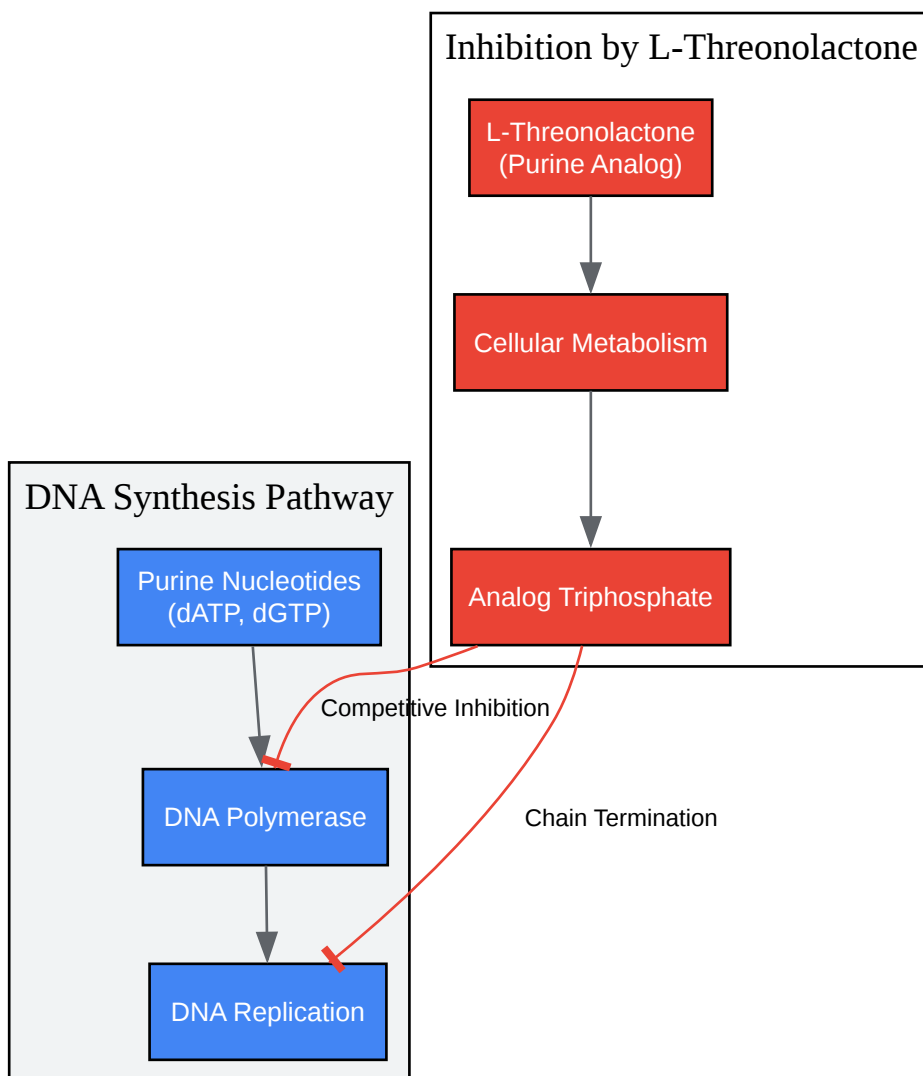 Inhibition by L-Threonolactone
L-Threonolactone
(Purine Analog)
Cellular Metabolism
Analog Triphosphate
DNA Synthesis Pathway
Purine Nucleotides
(dATP, dGTP)
Competitive Inhibition
DNA Polymerase
Chain Termination
DNA Replication